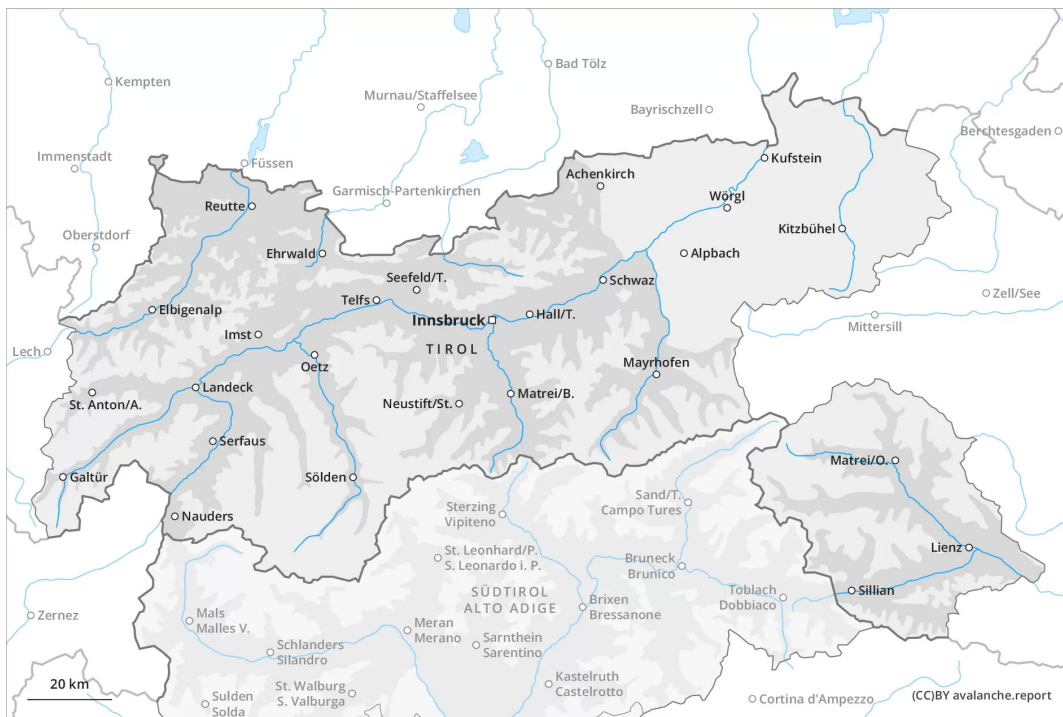 Kempten
Bad Tölz
Murnau/Staffelsee
Bayrischzell
Berchtesgaden
Immenstadt
Füssen
Kufstein
Achenkirch
Garmisch-Partenkirchen
Reutte
Wörgl
Oberstdorf
Kitzbühel
Ehrwald
Alpbach
Seefeld/T.
Schwaz
Zell/See
Telfs
Elbigenalp
Hall/T.
Innsbruck
Mittersill
Imst
TIROL
Lech
Oetz
Mayrhofen
Landeck
St. Anton/A.
Neustift/St.
Matrei/B.
Serfaus
Matrei/O.
Galtür
Sölden
Sand/T.
Campo Tures
Sterzing
Vipiteno
Nauders
Lienz
St. Leonhard/P.
S. Leonardo i. P.
Bruneck
Brunico
SÜDTIROL
ALTO ADIGE
Toblach
Dobbiaco
Sillian
Brixen
Bressanone
Zernez
Mals
Malles V.
Meran
Merano
Sarnthein
Sarentino
Schlanders
Silandro
Kastelruth
Castelrotto
20 km
St. Walburg
S. Valburga
Sulden
Solda
Cortina d'Ampezzo
(CC)BY avalanche.report